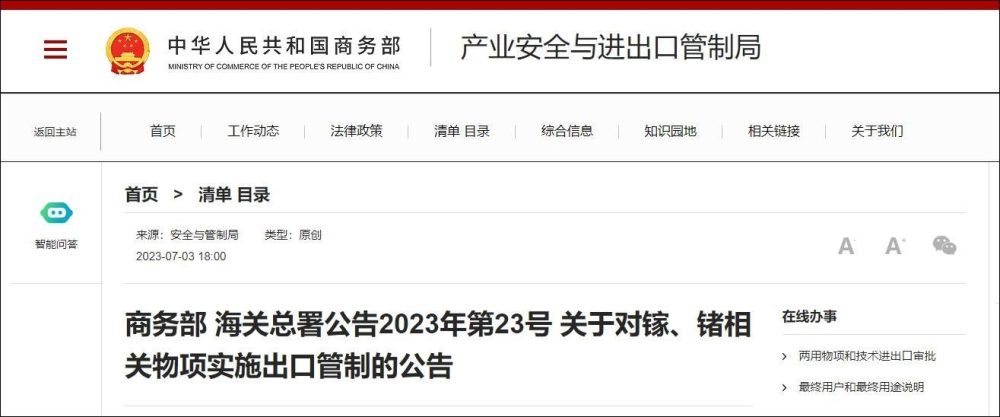 中华人民共和国商务部
MINISTRY OF COMMERCE OF THE PEOPLE'S REPUBLIC OF CHINA
产业安全与进出口管制局
返回主站 首页 工作动态 法律政策 清单 目录 综合信息 知识园地 相关链接 关于我们
智能问答
首页 > 清单 目录
来源：安全与管制局 类型：原创
2023-07-03 18:00
A- A+
商务部 海关总署公告2023年第23号 关于对镓、锗相
关物项实施出口管制的公告
在线办事
> 两用物项和技术进出口审批
> 最终用户和最终用途说明